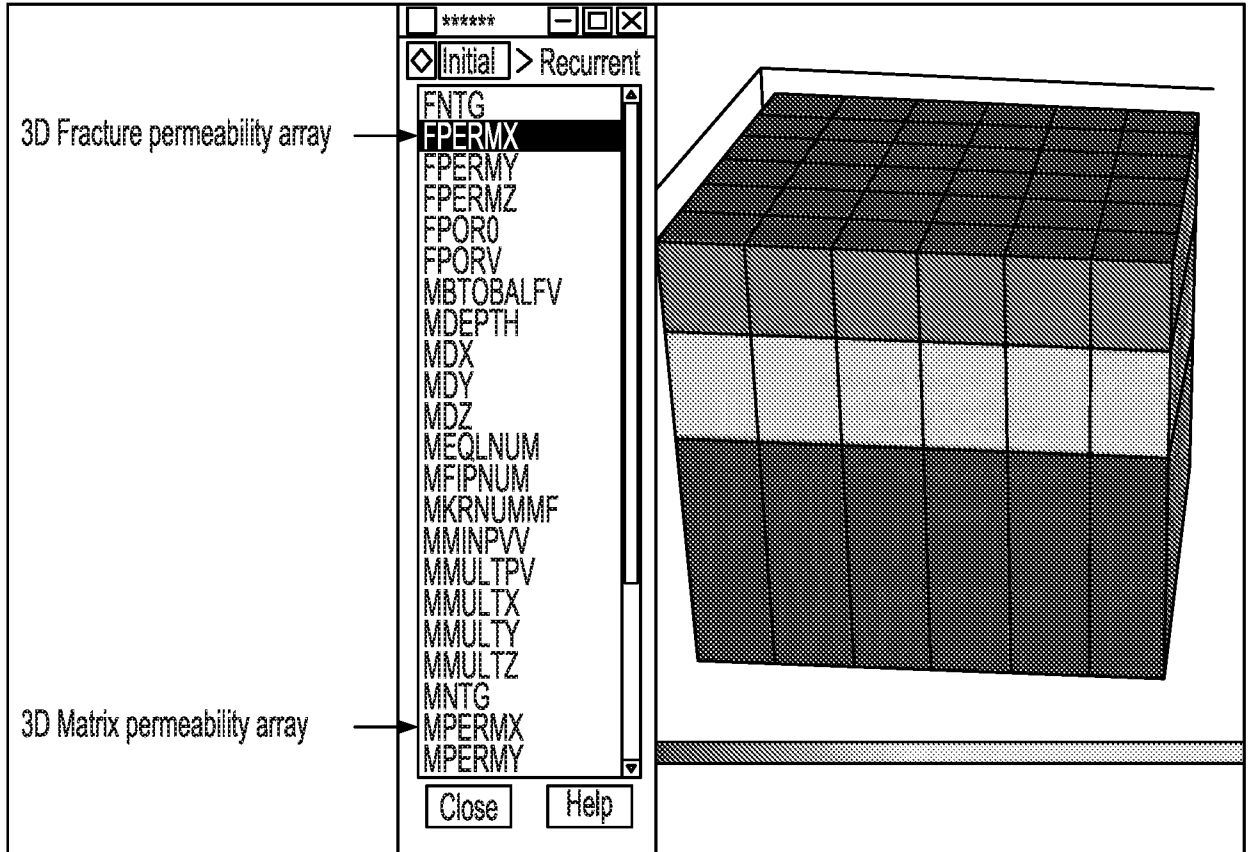 ******
Initial > Recurrent
FNTG
3D Fracture permeability array
FPERMX
FPERMY
FPERMZ
FPOR0
FPORV
MBTOBALFV
MDEPTH
MDX
MDY
MDZ
MEQLNUM
MFIPNUM
MKRNUMMF
MMINPVV
MMULTPV
MMULTX
MMULTY
MMULTZ
MNTG
3D Matrix permeability array
MPERMX
MPERMY
Close
Help